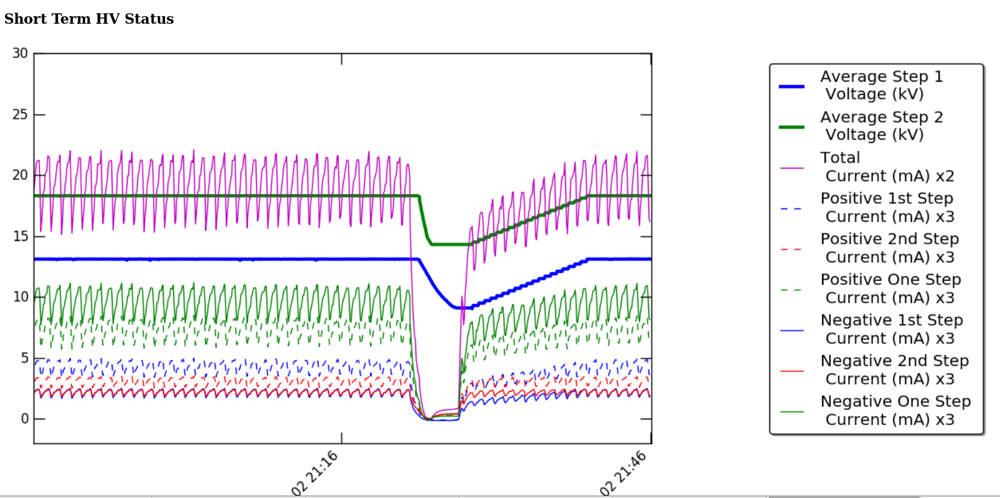 Short Term HV Status
30
25
20
15
10
5
0
02 21:16
02 21:46
Average Step 1
Voltage (kV)
Average Step 2
Voltage (kV)
Total
Current (mA) x2
Positive 1st Step
Current (mA) x3
Positive 2nd Step
Current (mA) x3
Positive One Step
Current (mA) x3
Negative 1st Step
Current (mA) x3
Negative 2nd Step
Current (mA) x3
Negative One Step
Current (mA) x3